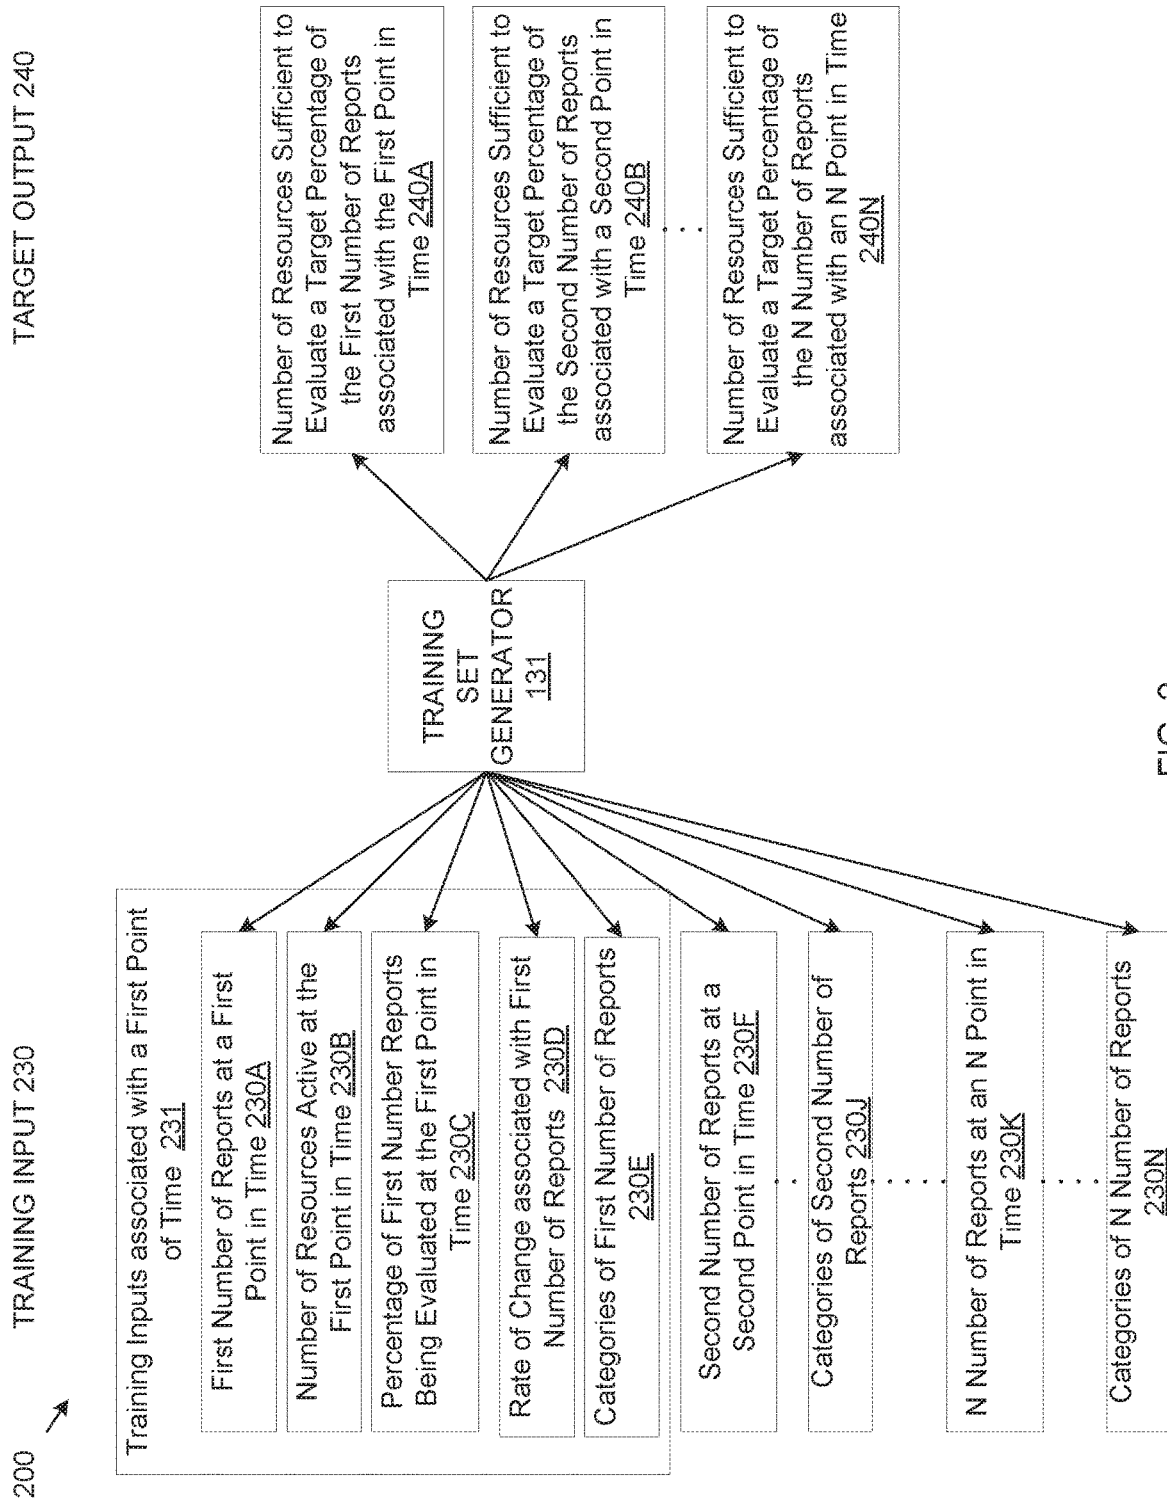 200
TRAINING INPUT 230
TARGET OUTPUT 240
Training Inputs associated with a First Point
of Time 231
First Number of Reports at a First
Point in Time 230A
Number of Resources Active at the
First Point in Time 230B
Percentage of First Number Reports
Being Evaluated at the First Point in
Time 230C
Rate of Change associated with First
Number of Reports 230D
Categories of First Number of Reports
230E
Second Number of Reports at a
Second Point in Time 230F
Categories of Second Number of
Reports 230J
N Number of Reports at an N Point in
Time 230K
Categories of N Number of Reports
230N
TRAINING
SET
GENERATOR
131
Number of Resources Sufficient to
Evaluate a Target Percentage of
the First Number of Reports
associated with the First Point in
Time 240A
Number of Resources Sufficient to
Evaluate a Target Percentage of
the Second Number of Reports
associated with a Second Point in
Time 240B
Number of Resources Sufficient to
Evaluate a Target Percentage of
the N Number of Reports
associated with an N Point in Time
240N